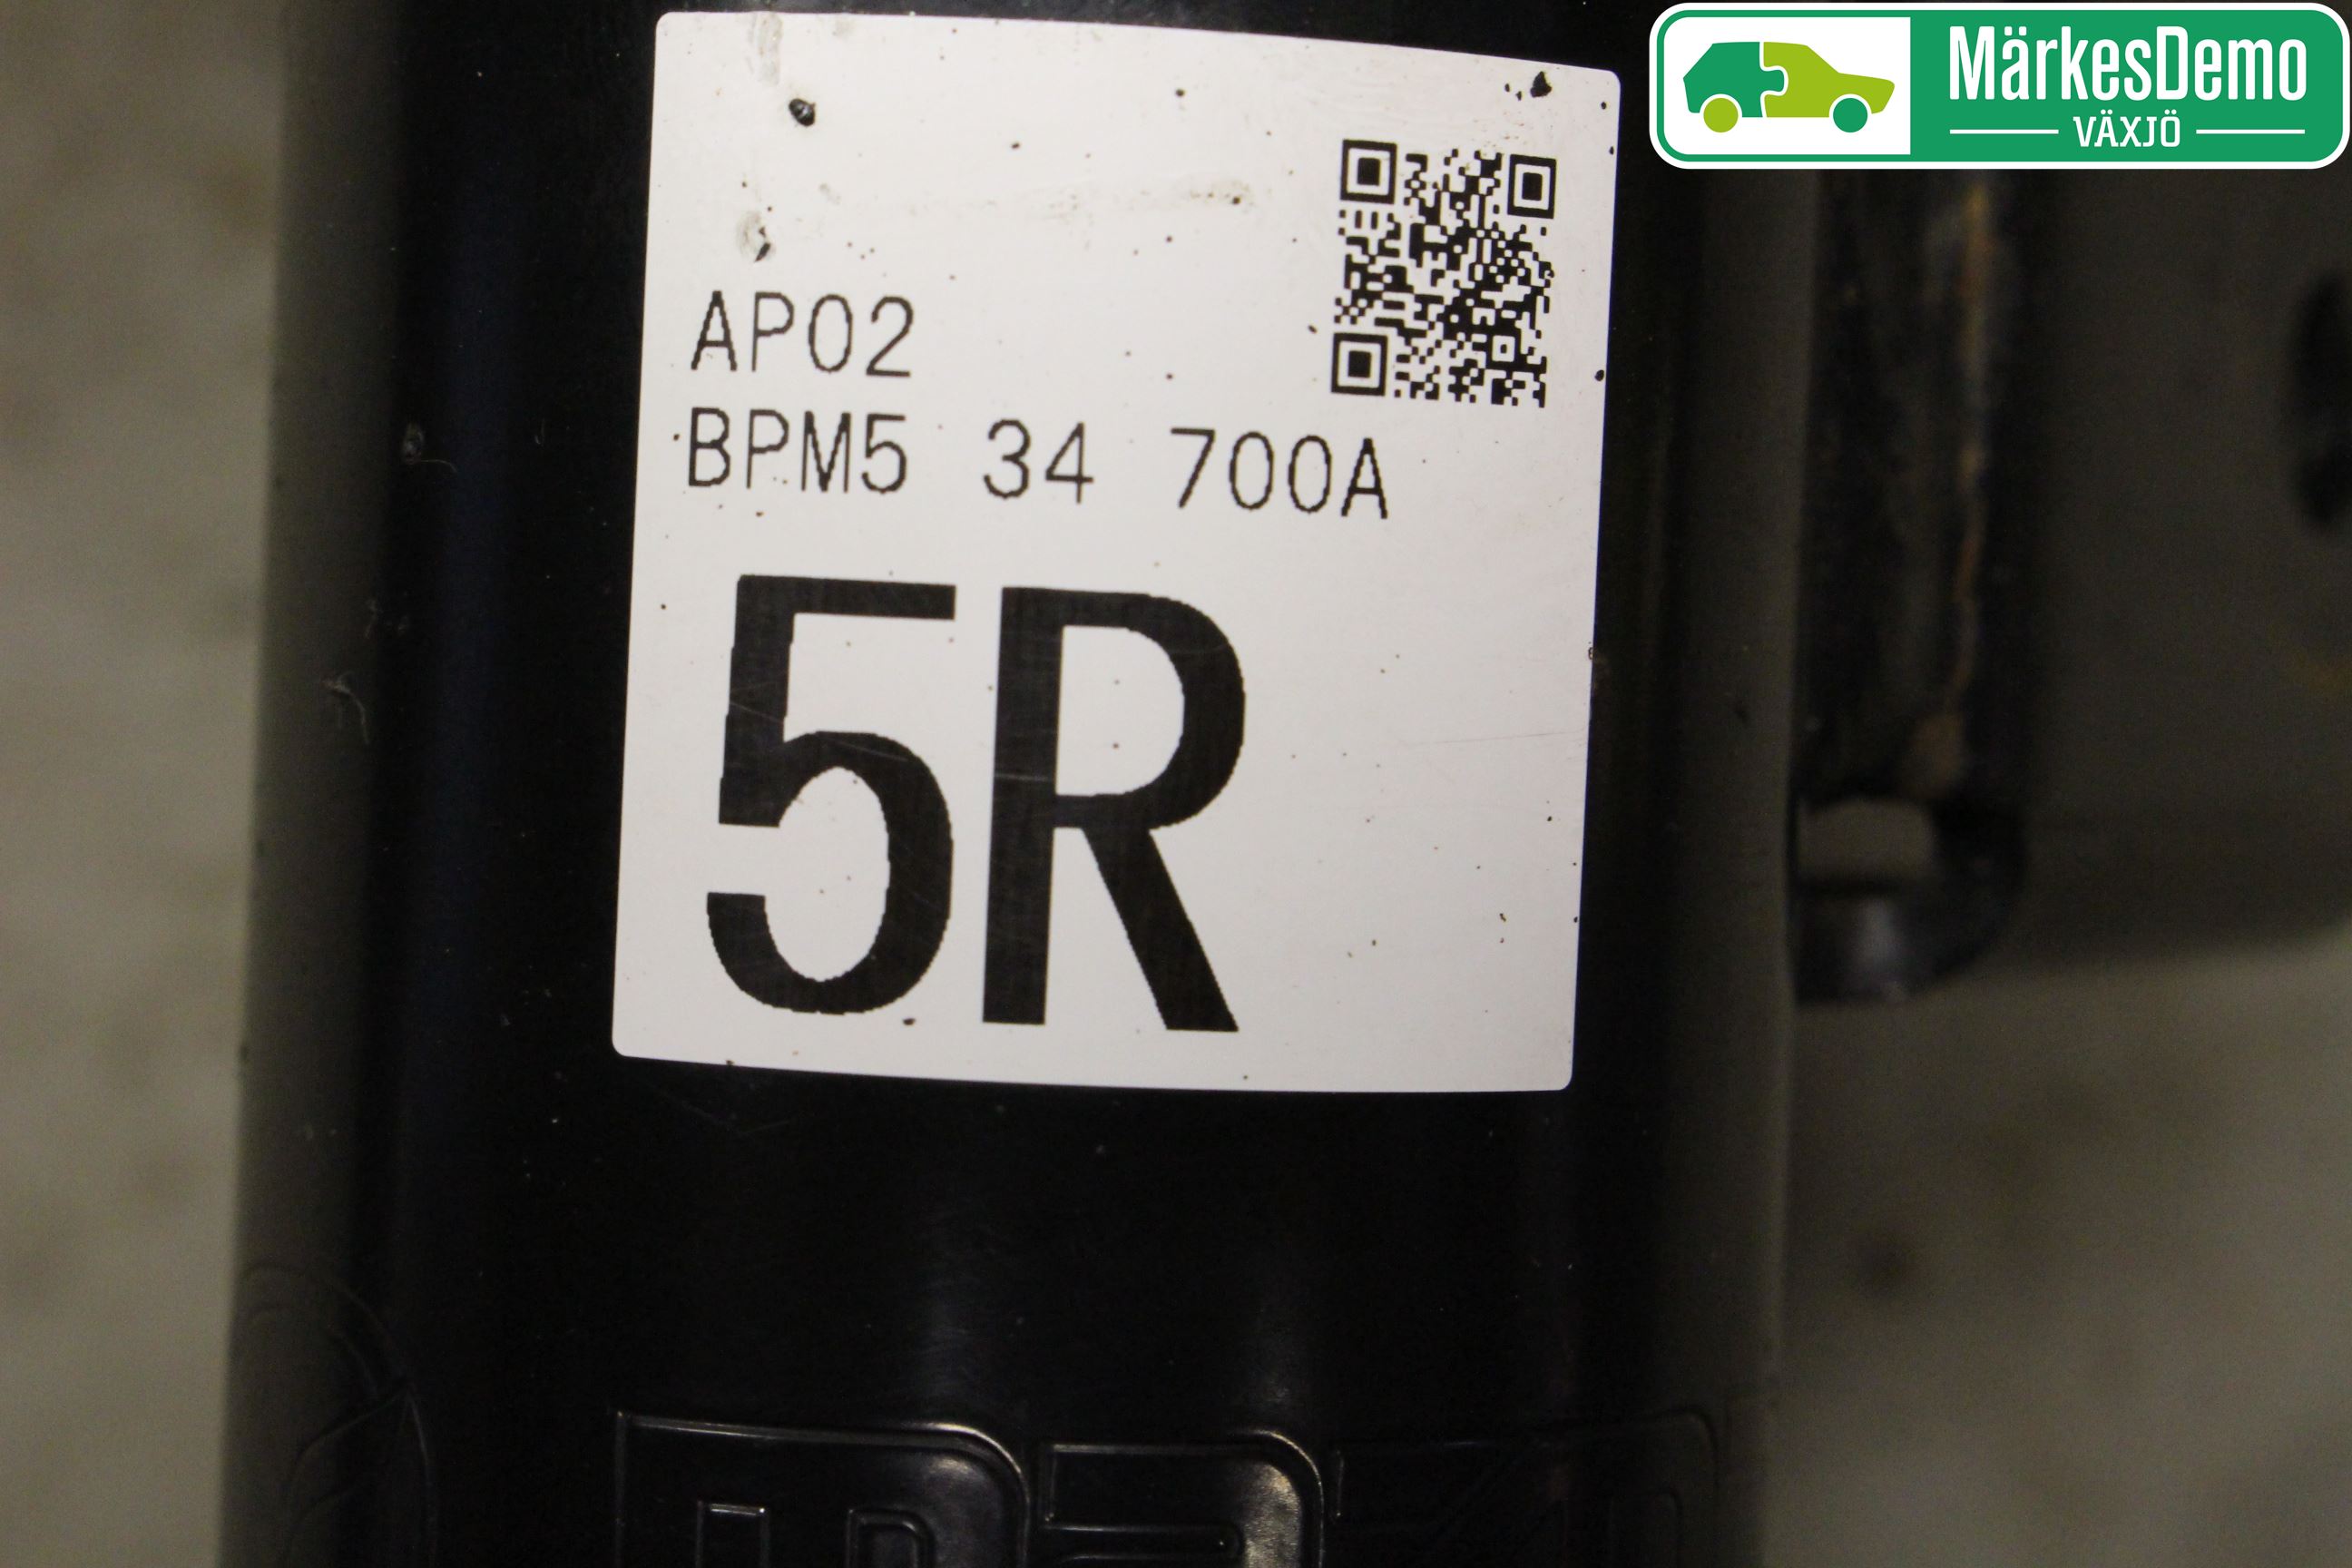 MärkesDemo
VÄXJÖ
AP02
BPM5 34 700A
5R